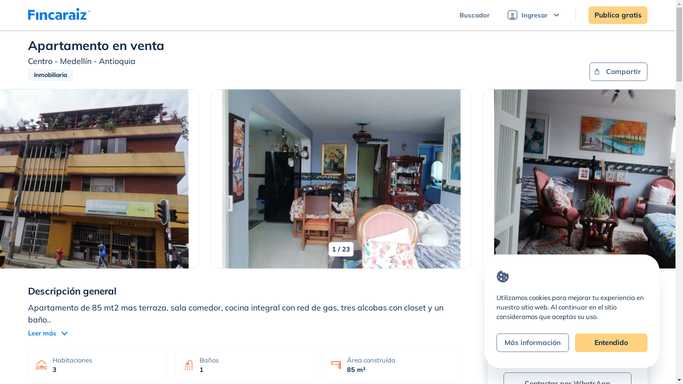 Fincaraiz
Buscador
Ingresar
Publica gratis
Apartamento en venta
Centro - Medellín - Antioquia
Inmobiliaria
Compartir
1 / 23
Descripción general
Apartamento de 85 mt2 mas terraza, sala comedor, cocina integral con red de gas, tres alcobas con closet y un
baño..
Leer más
Habitaciones
3
Baños
1
Área construída
85 m²
Utilizamos cookies para mejorar tu experiencia en
nuestro sitio web. Al continuar en el sitio
consideramos que aceptas su uso.
Más información
Entendido
Contactar por WhatsApp